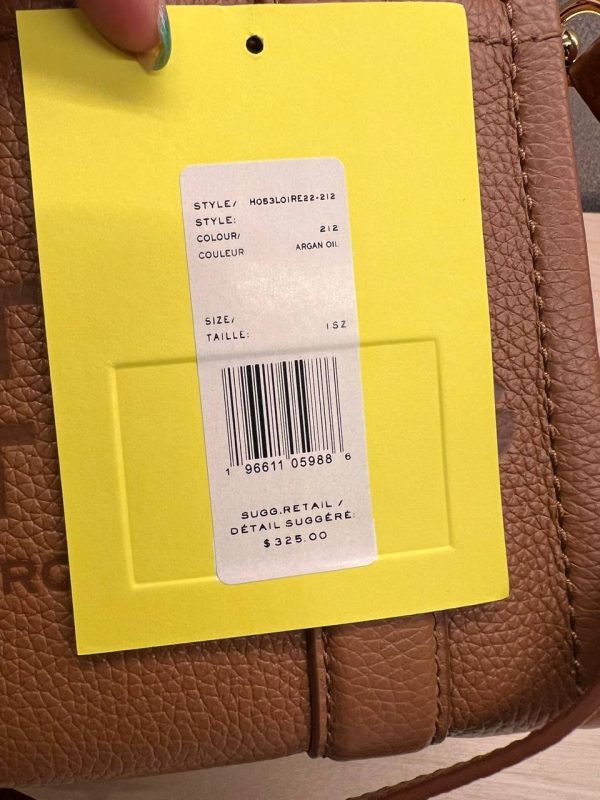 STYLE/ H053L01RE22-212
STYLE:
COLOUR/ 212
COULEUR ARGAN OIL
SIZE/
TAILLE: 1SZ
1 96611 05988 6
SUGG.RETAIL /
DÉTAIL SUGGÉRÉ:
$325.00